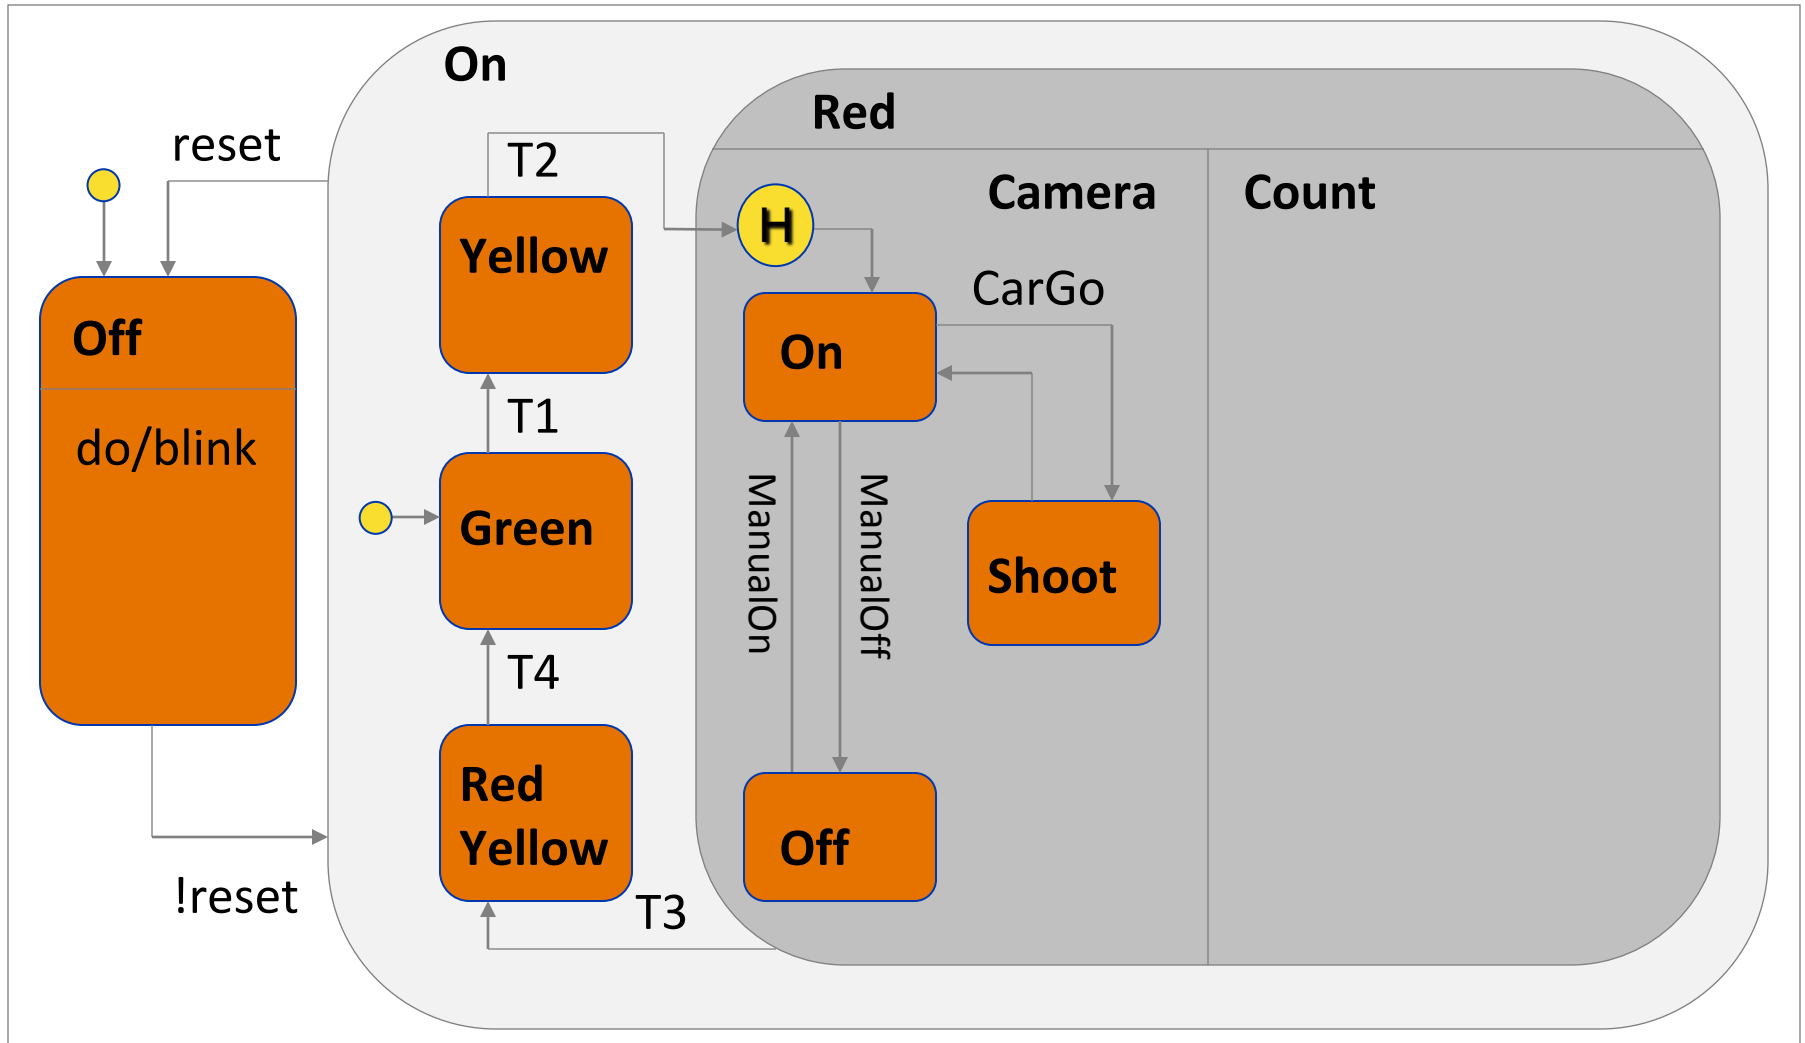 On
Red
reset
T2
Camera
Count
H
Yellow
CarGo
Off
On
T1
do/blink
ManualOn
ManualOff
Green
Shoot
T4
Red
Yellow
Off
!reset
T3